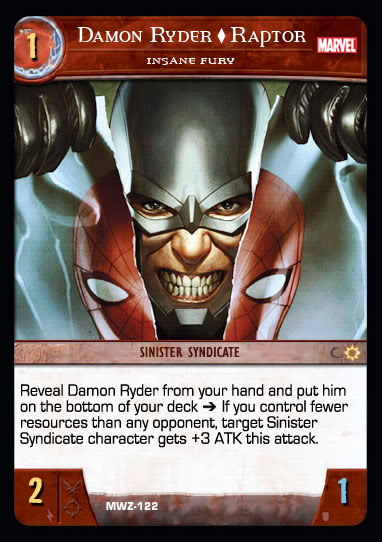 1
Damon Ryder ♦ Raptor
MARVEL
INSANE FURY
SINISTER SYNDICATE
C
Reveal Damon Ryder from your hand and put him
on the bottom of your deck ➔ If you control fewer
resources than any opponent, target Sinister
Syndicate character gets +3 ATK this attack.
2
MWZ-122
1